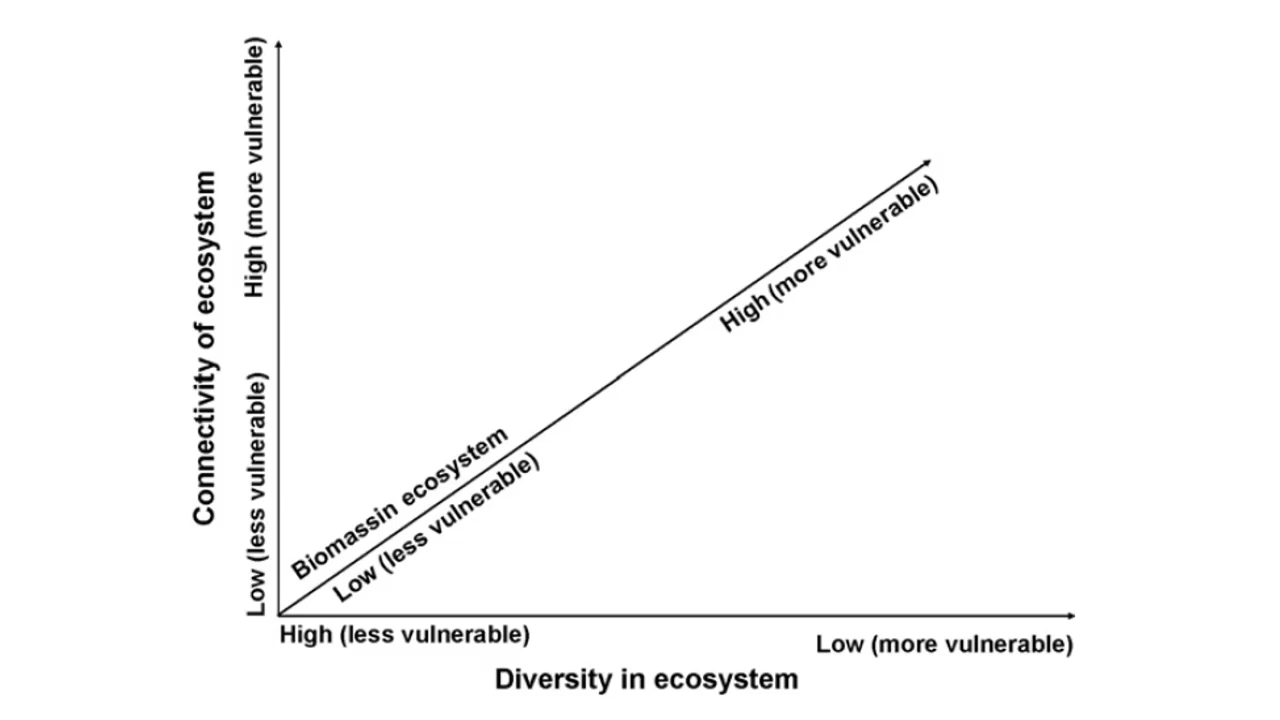 Connectivity of ecosystem
High (more vulnerable)
Low (less vulnerable)
Biomassin ecosystem
Low (less vulnerable)
High (more vulnerable)
High (less vulnerable)
Low (more vulnerable)
Diversity in ecosystem